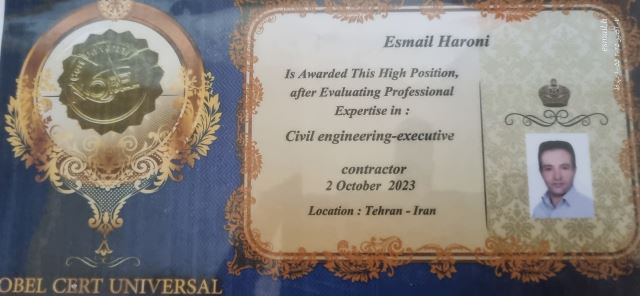 Esmail Haroni
Is Awarded This High Position,
after Evaluating Professional
Expertise in :
Civil engineering-executive
contractor
2 October 2023
Location : Tehran - Iran
OBEL CERT UNIVERSAL